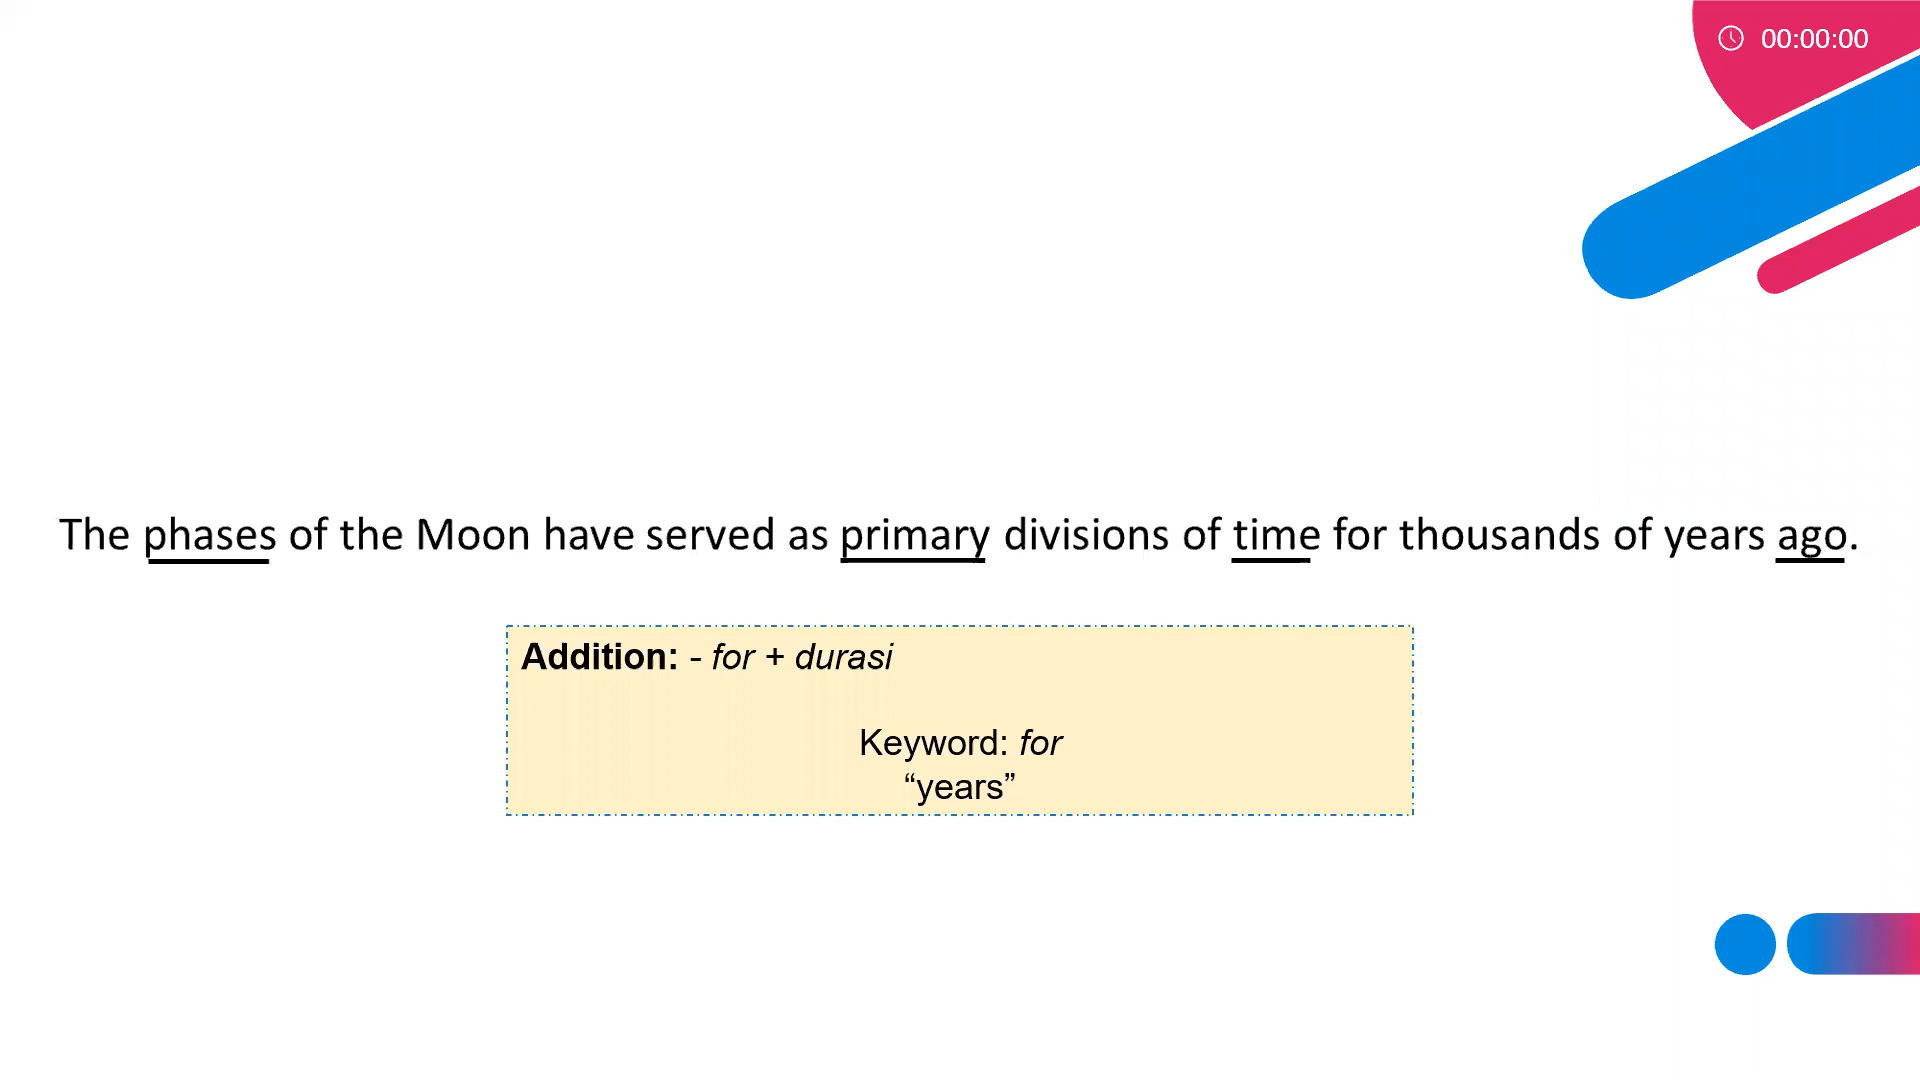 00:00:00
The phases of the Moon have served as primary divisions of time for thousands of years ago.
Addition: - for + durasi
Keyword: for
“years”